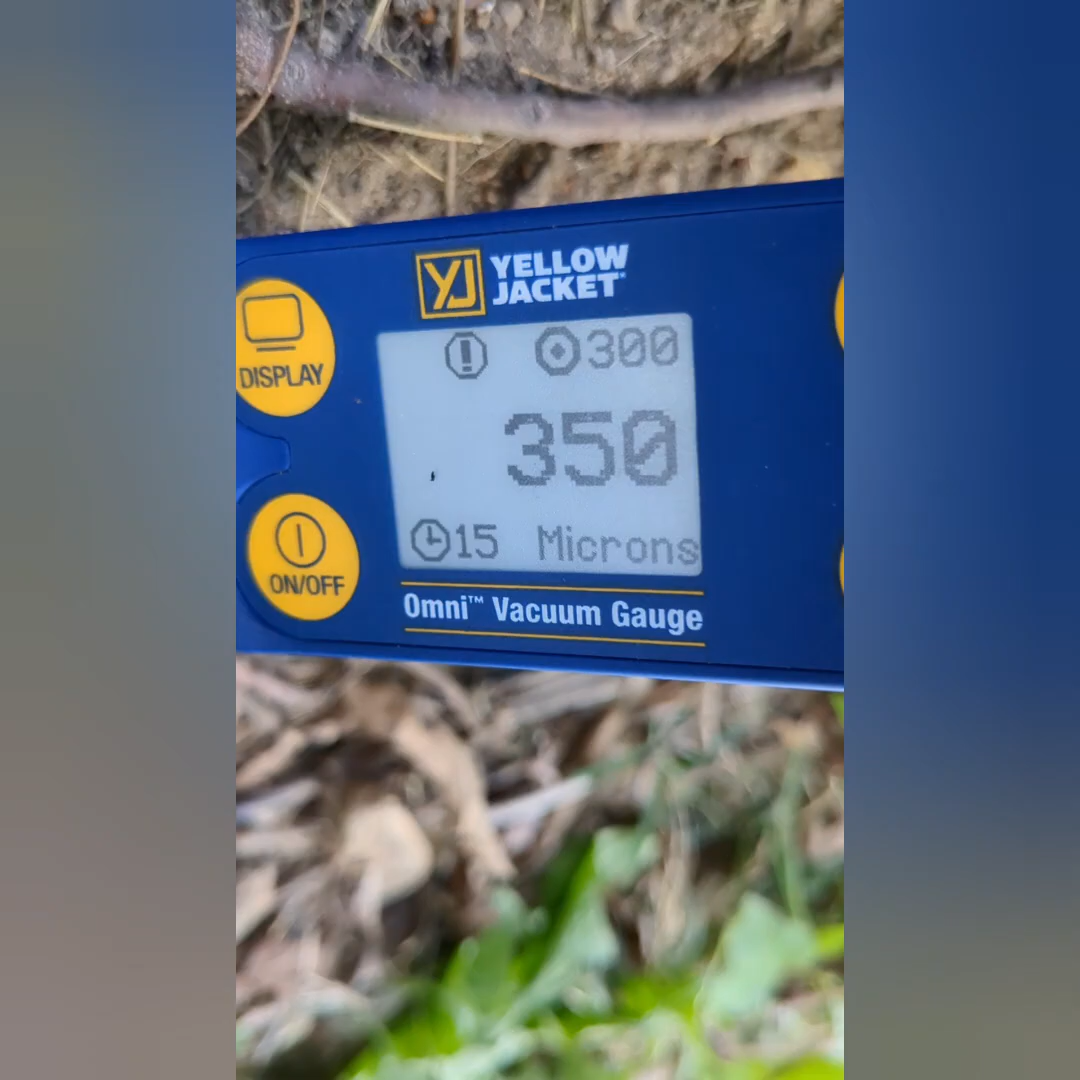 YJ YELLOW
JACKET
DISPLAY
! 300
350
15 Microns
ON/OFF
Omni™ Vacuum Gauge